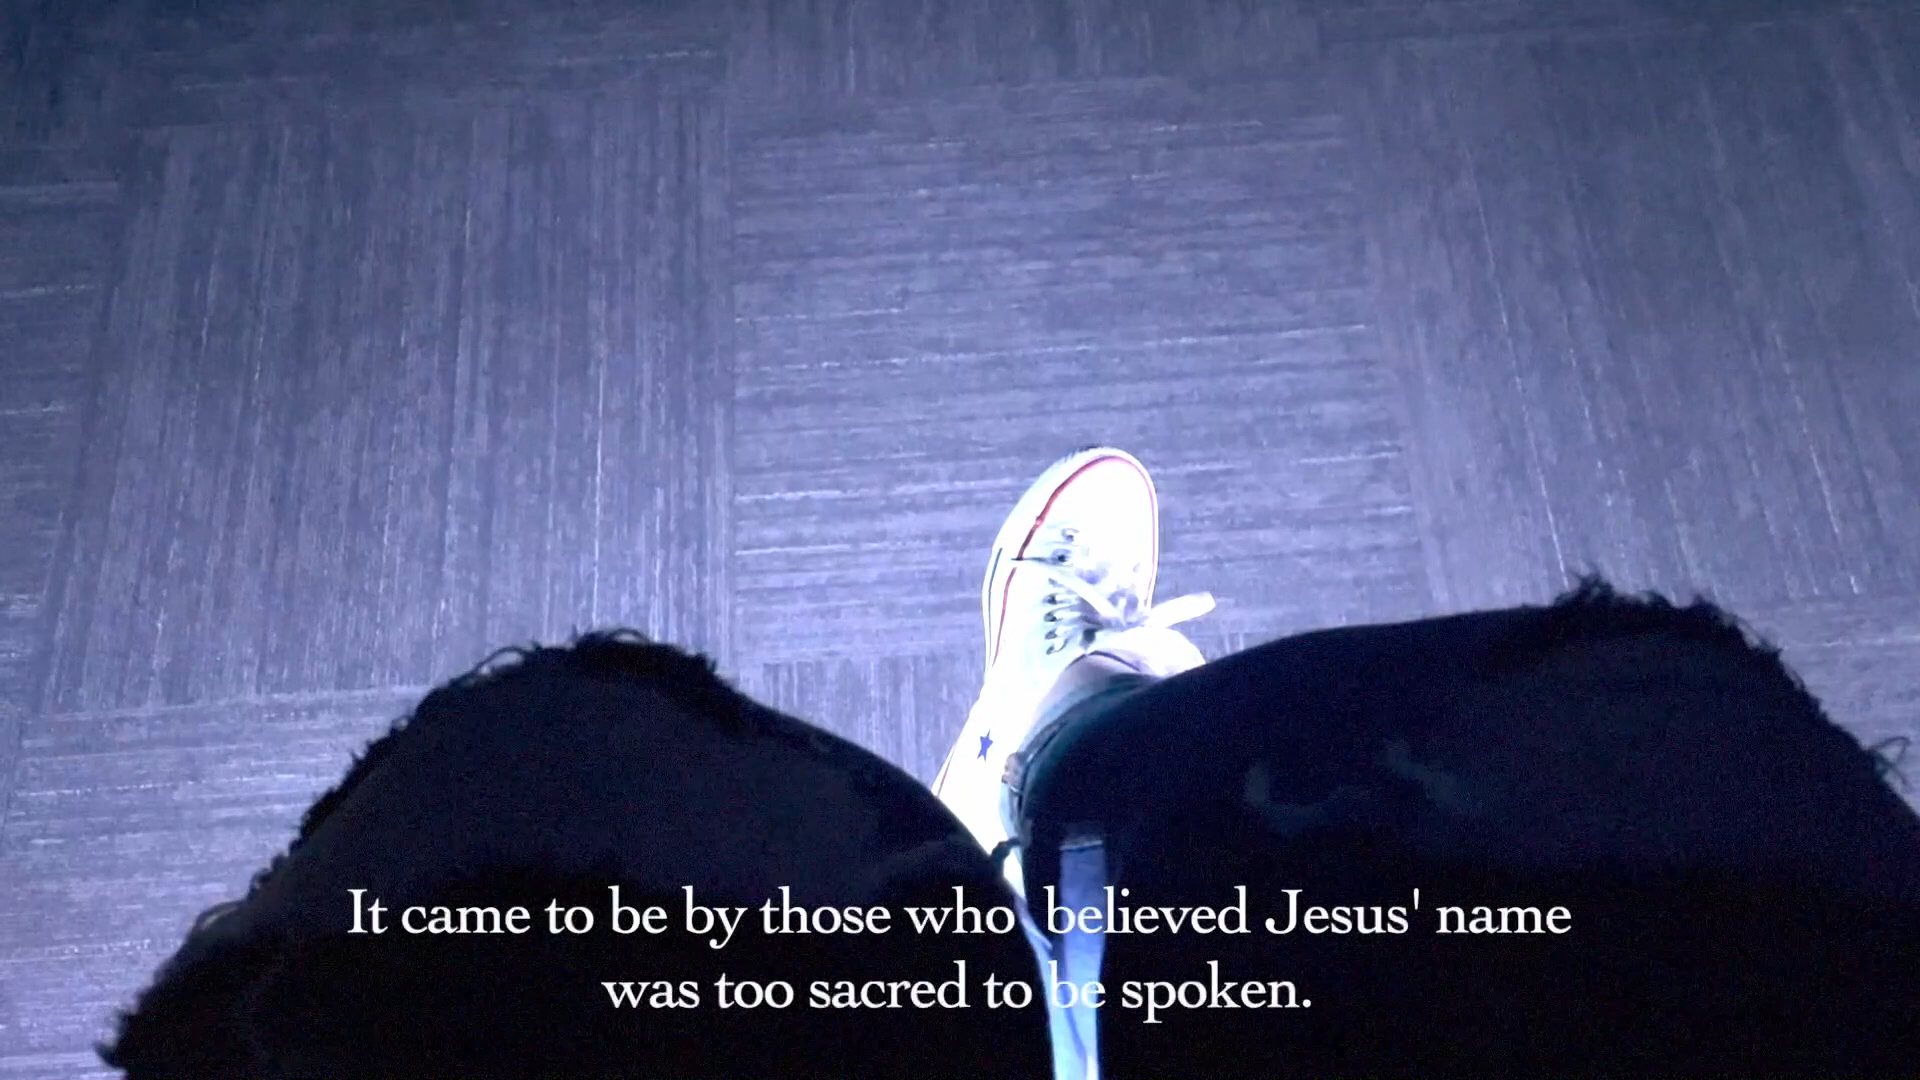 It came to be by those who believed Jesus' name
was too sacred to be spoken.